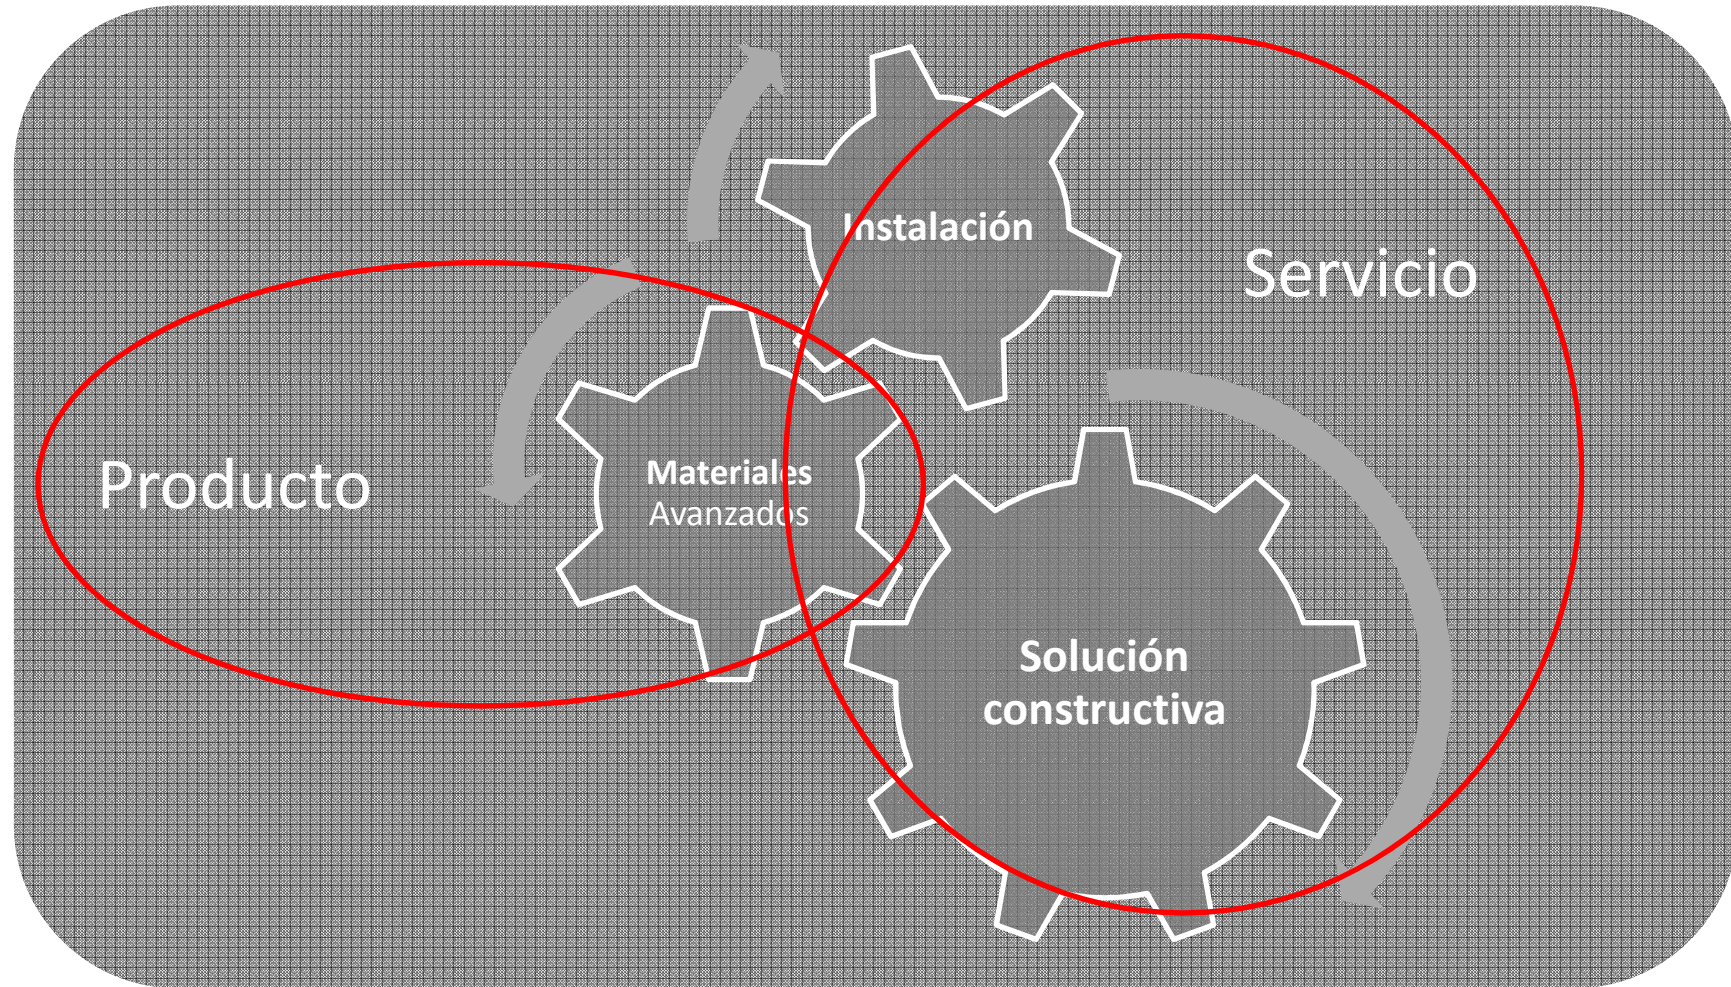 Instalación
Servicio
Producto
Materiales
Avanzados
Solución
constructiva